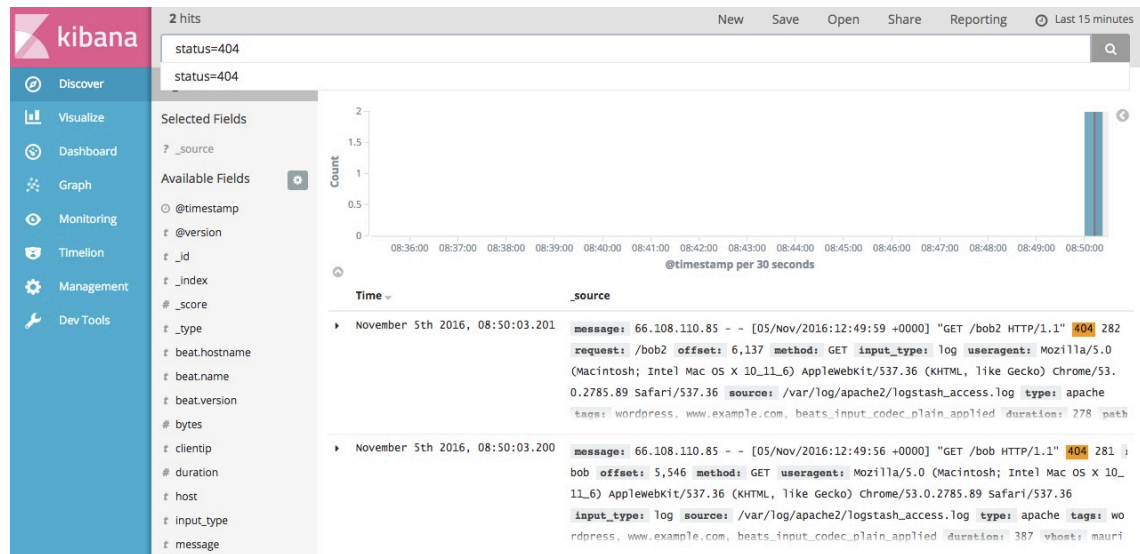 2 hits
New Save Open Share Reporting Last 15 minutes
kibana
status=404
status=404
Discover
Visualize
Dashboard
Graph
Monitoring
Timelion
Management
Dev Tools
Selected Fields
? _source
Available Fields
@timestamp
t @version
t _id
t _index
# _score
t _type
t beat.hostname
t beat.name
t beat.version
# bytes
t clientip
# duration
t host
t input_type
t message
Count
2
1.5
1
0.5
0
08:36:00 08:37:00 08:38:00 08:39:00 08:40:00 08:41:00 08:42:00 08:43:00 08:44:00 08:45:00 08:46:00 08:47:00 08:48:00 08:49:00 08:50:00
@timestamp per 30 seconds
Time _source
November 5th 2016, 08:50:03.201 message: 66.108.110.85 - - [05/Nov/2016:12:49:59 +0000] "GET /bob2 HTTP/1.1" 404 282
request: /bob2 offset: 6,137 method: GET input_type: log useragent: Mozilla/5.0
(Macintosh; Intel Mac OS X 10_11_6) AppleWebKit/537.36 (KHTML, like Gecko) Chrome/53.
0.2785.89 Safari/537.36 source: /var/log/apache2/logstash_access.log type: apache
tags: wordpress, www.example.com, beats_input_codec_plain_applied duration: 278 path
November 5th 2016, 08:50:03.200 message: 66.108.110.85 - - [05/Nov/2016:12:49:56 +0000] "GET /bob HTTP/1.1" 404 281
bob offset: 5,546 method: GET useragent: Mozilla/5.0 (Macintosh; Intel Mac OS X 10_
11_6) AppleWebKit/537.36 (KHTML, like Gecko) Chrome/53.0.2785.89 Safari/537.36
input_type: log source: /var/log/apache2/logstash_access.log type: apache tags: wo
rdpress, www.example.com, beats_input_codec_plain_applied duration: 387 vhost: mauri